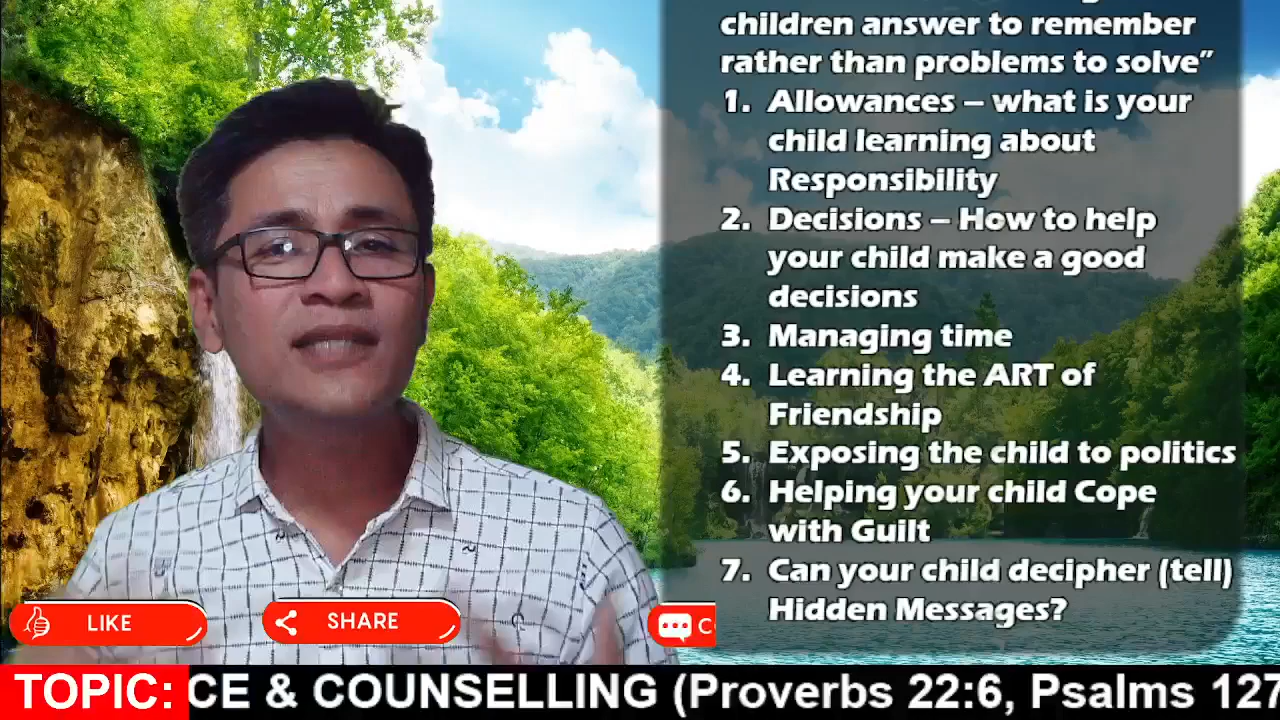 children answer to remember
rather than problems to solve”
1. Allowances – what is your
child learning about
Responsibility
2. Decisions – How to help
your child make a good
decisions
3. Managing time
4. Learning the ART of
Friendship
5. Exposing the child to politics
6. Helping your child Cope
with Guilt
7. Can your child decipher (tell)
Hidden Messages?
LIKE
SHARE
TOPIC: CE & COUNSELLING (Proverbs 22:6, Psalms 127